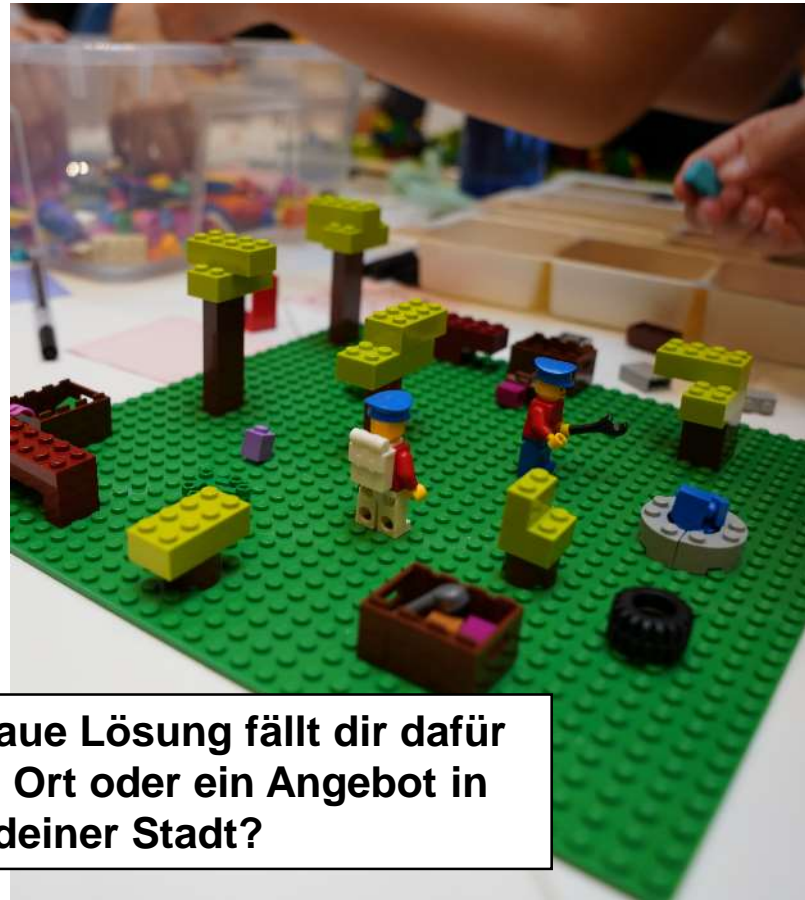 aue Lösung fällt dir dafür
Ort oder ein Angebot in
deiner Stadt?